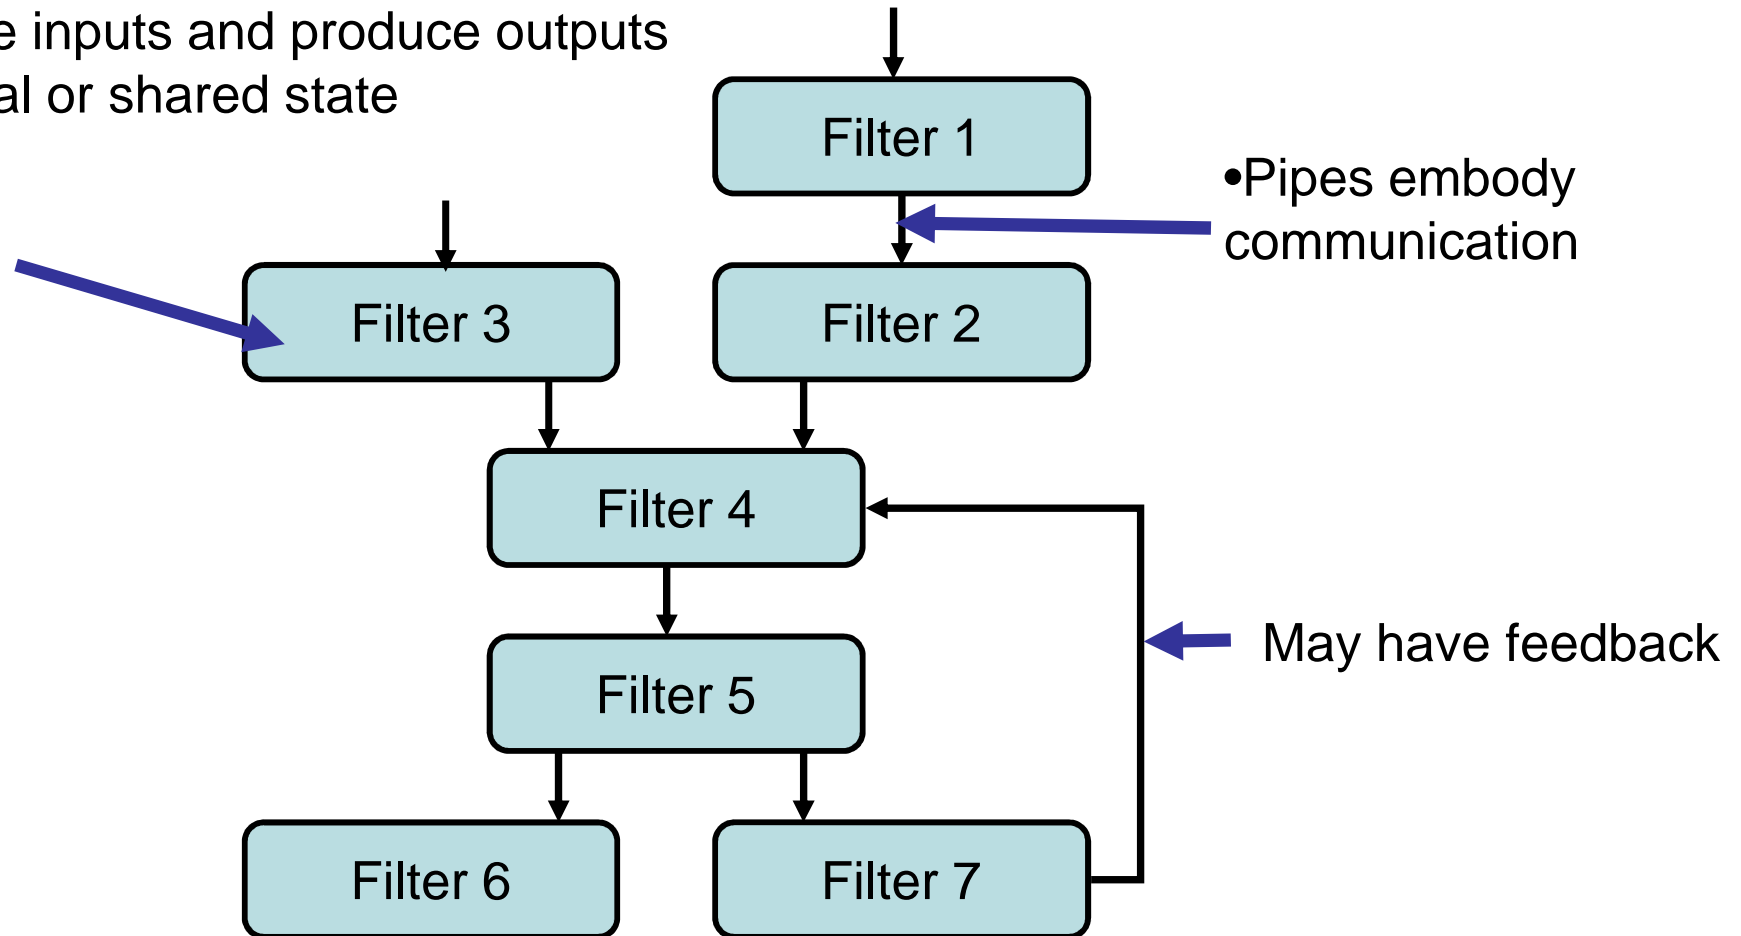 e inputs and produce outputs
al or shared state
Filter 1
•Pipes embody
communication
Filter 3
Filter 2
Filter 4
May have feedback
Filter 5
Filter 6
Filter 7